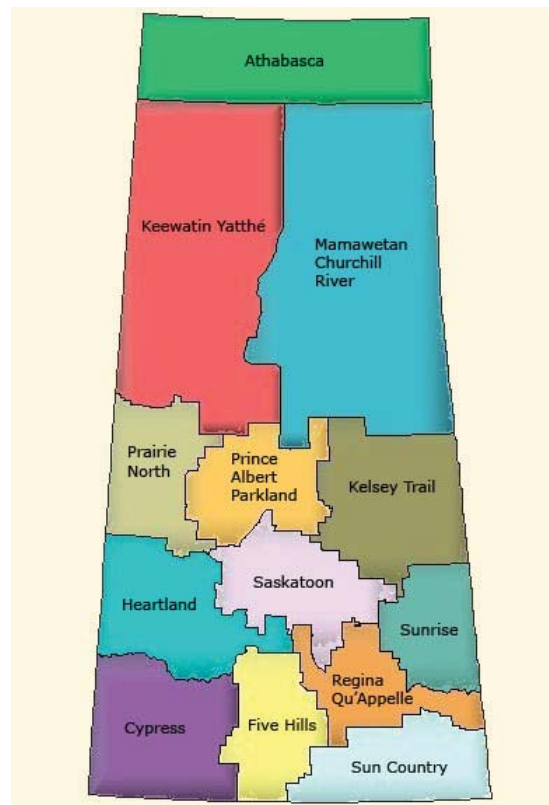 Athabasca
Keewatin Yatthé
Mamawetan
Churchill
River
Prairie
North
Prince
Albert
Parkland
Kelsey Trail
Saskatoon
Heartland
Sunrise
Regina
Qu'Appelle
Cypress
Five Hills
Sun Country